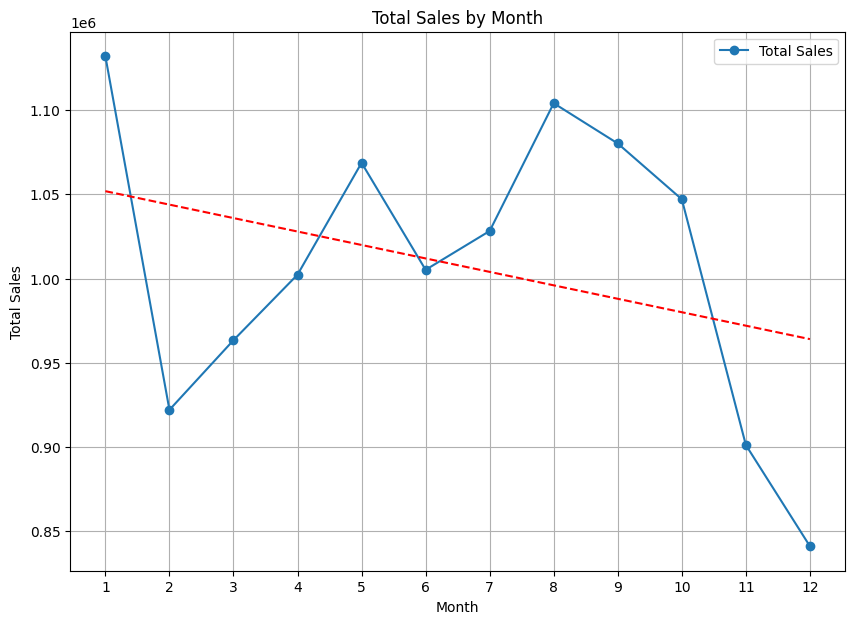 Total Sales by Month
1e6
Total Sales
1.10
1.05
1.00
0.95
0.90
0.85
Total Sales
1 2 3 4 5 6 7 8 9 10 11 12
Month